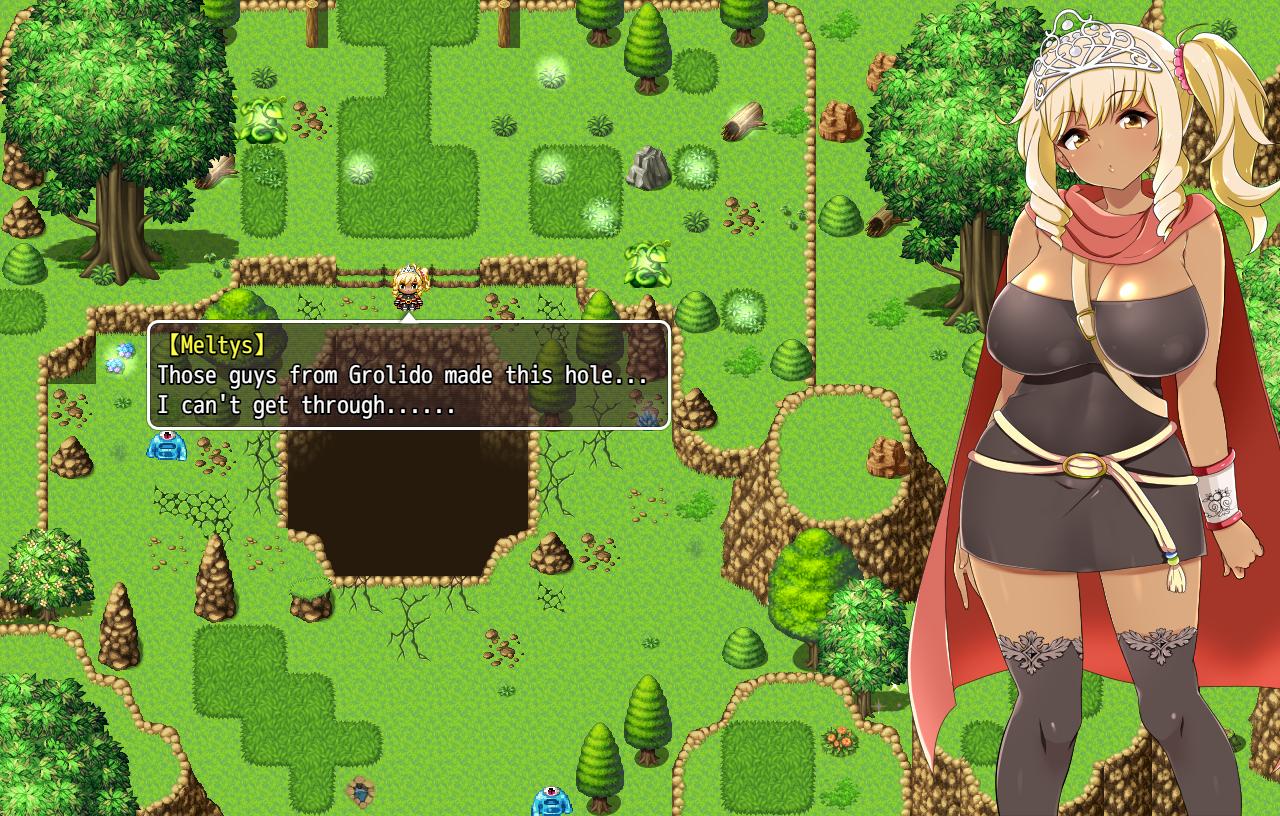 【Meltys】
Those guys from Grolido made this hole...
I can't get through......